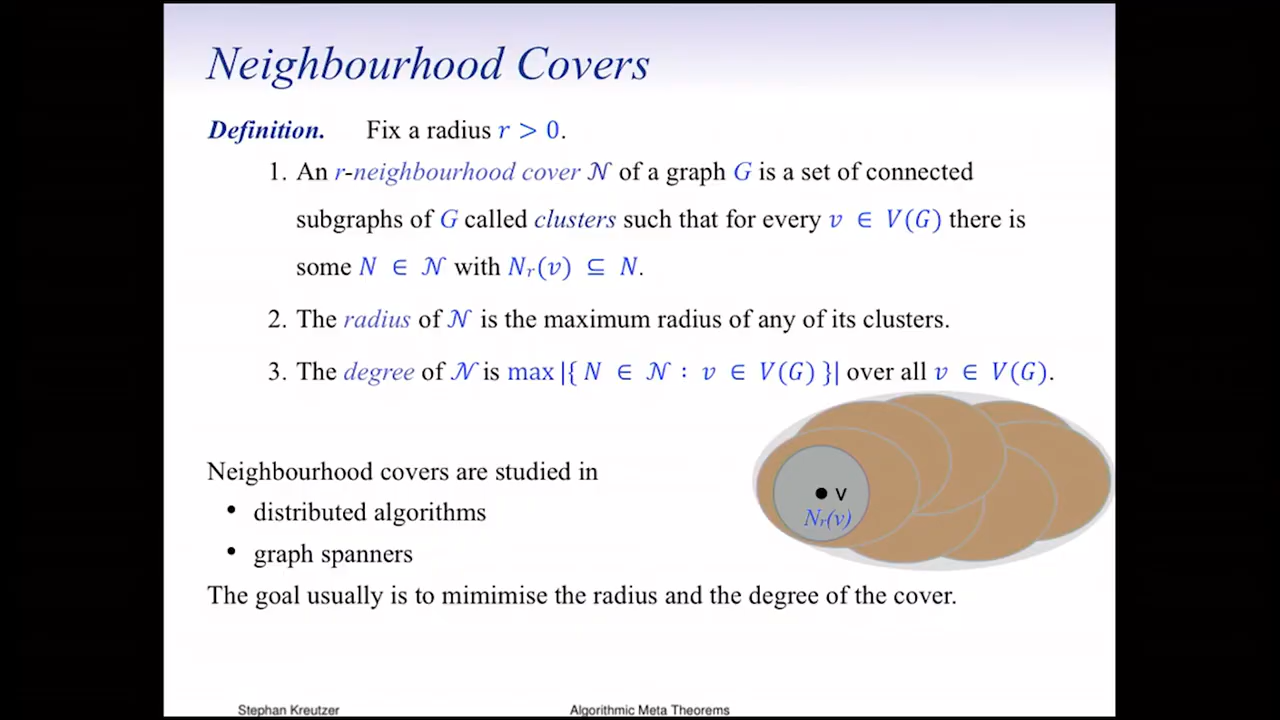 Neighbourhood Covers
Definition. Fix a radius r > 0.
1. An r-neighbourhood cover 𝒩 of a graph G is a set of connected
subgraphs of G called clusters such that for every v ∈ V(G) there is
some N ∈ 𝒩 with Nᵣ(v) ⊆ N.
2. The radius of 𝒩 is the maximum radius of any of its clusters.
3. The degree of 𝒩 is max |{ N ∈ 𝒩 : v ∈ V(G) }| over all v ∈ V(G).
Neighbourhood covers are studied in
• distributed algorithms
• graph spanners
The goal usually is to mimimise the radius and the degree of the cover.
v
Nᵣ(v)
Stephan Kreutzer
Algorithmic Meta Theorems